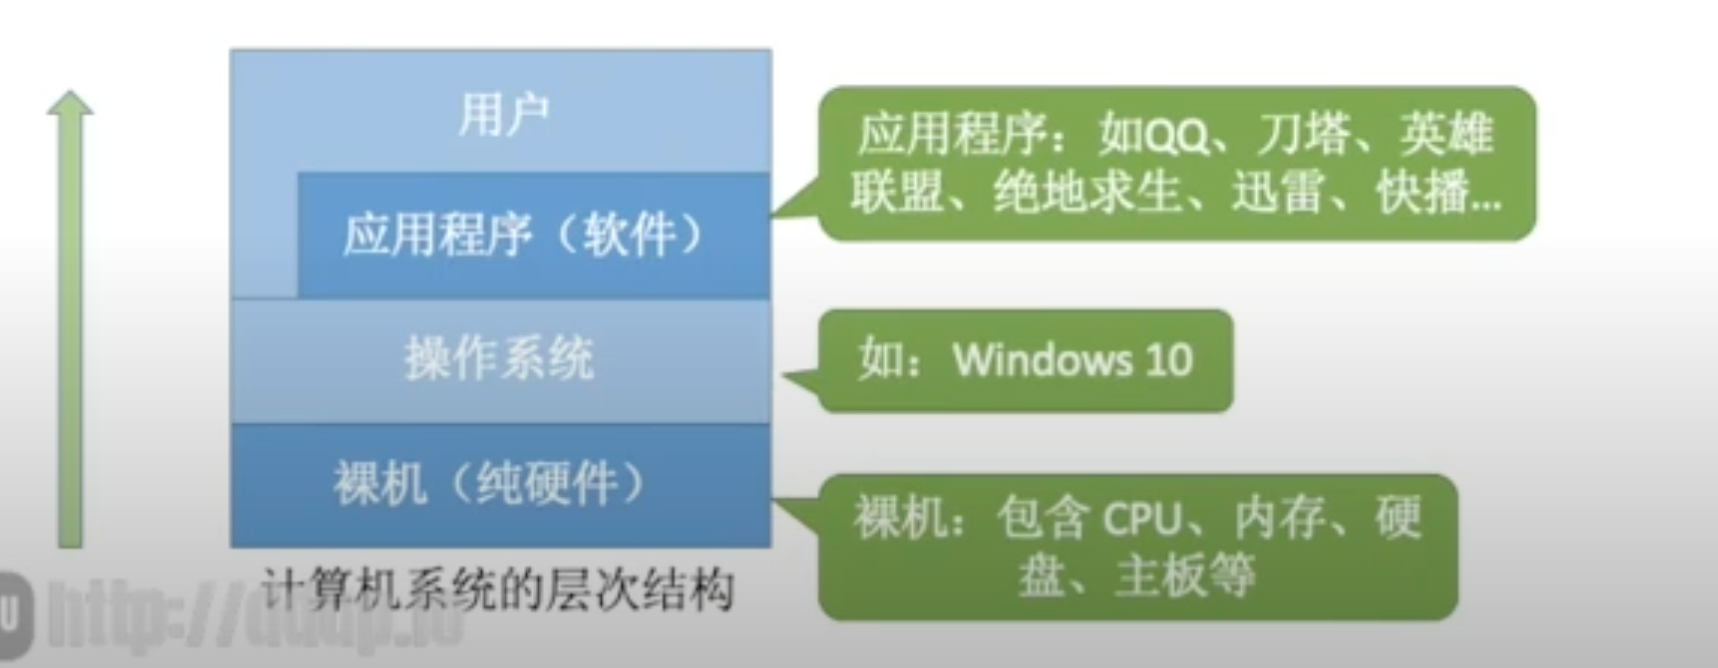 用户
应用程序（软件）
操作系统
裸机（纯硬件）
应用程序：如QQ、刀塔、英雄
联盟、绝地求生、迅雷、快播...
如：Windows 10
裸机：包含 CPU、内存、硬
盘、主板等
计算机系统的层次结构